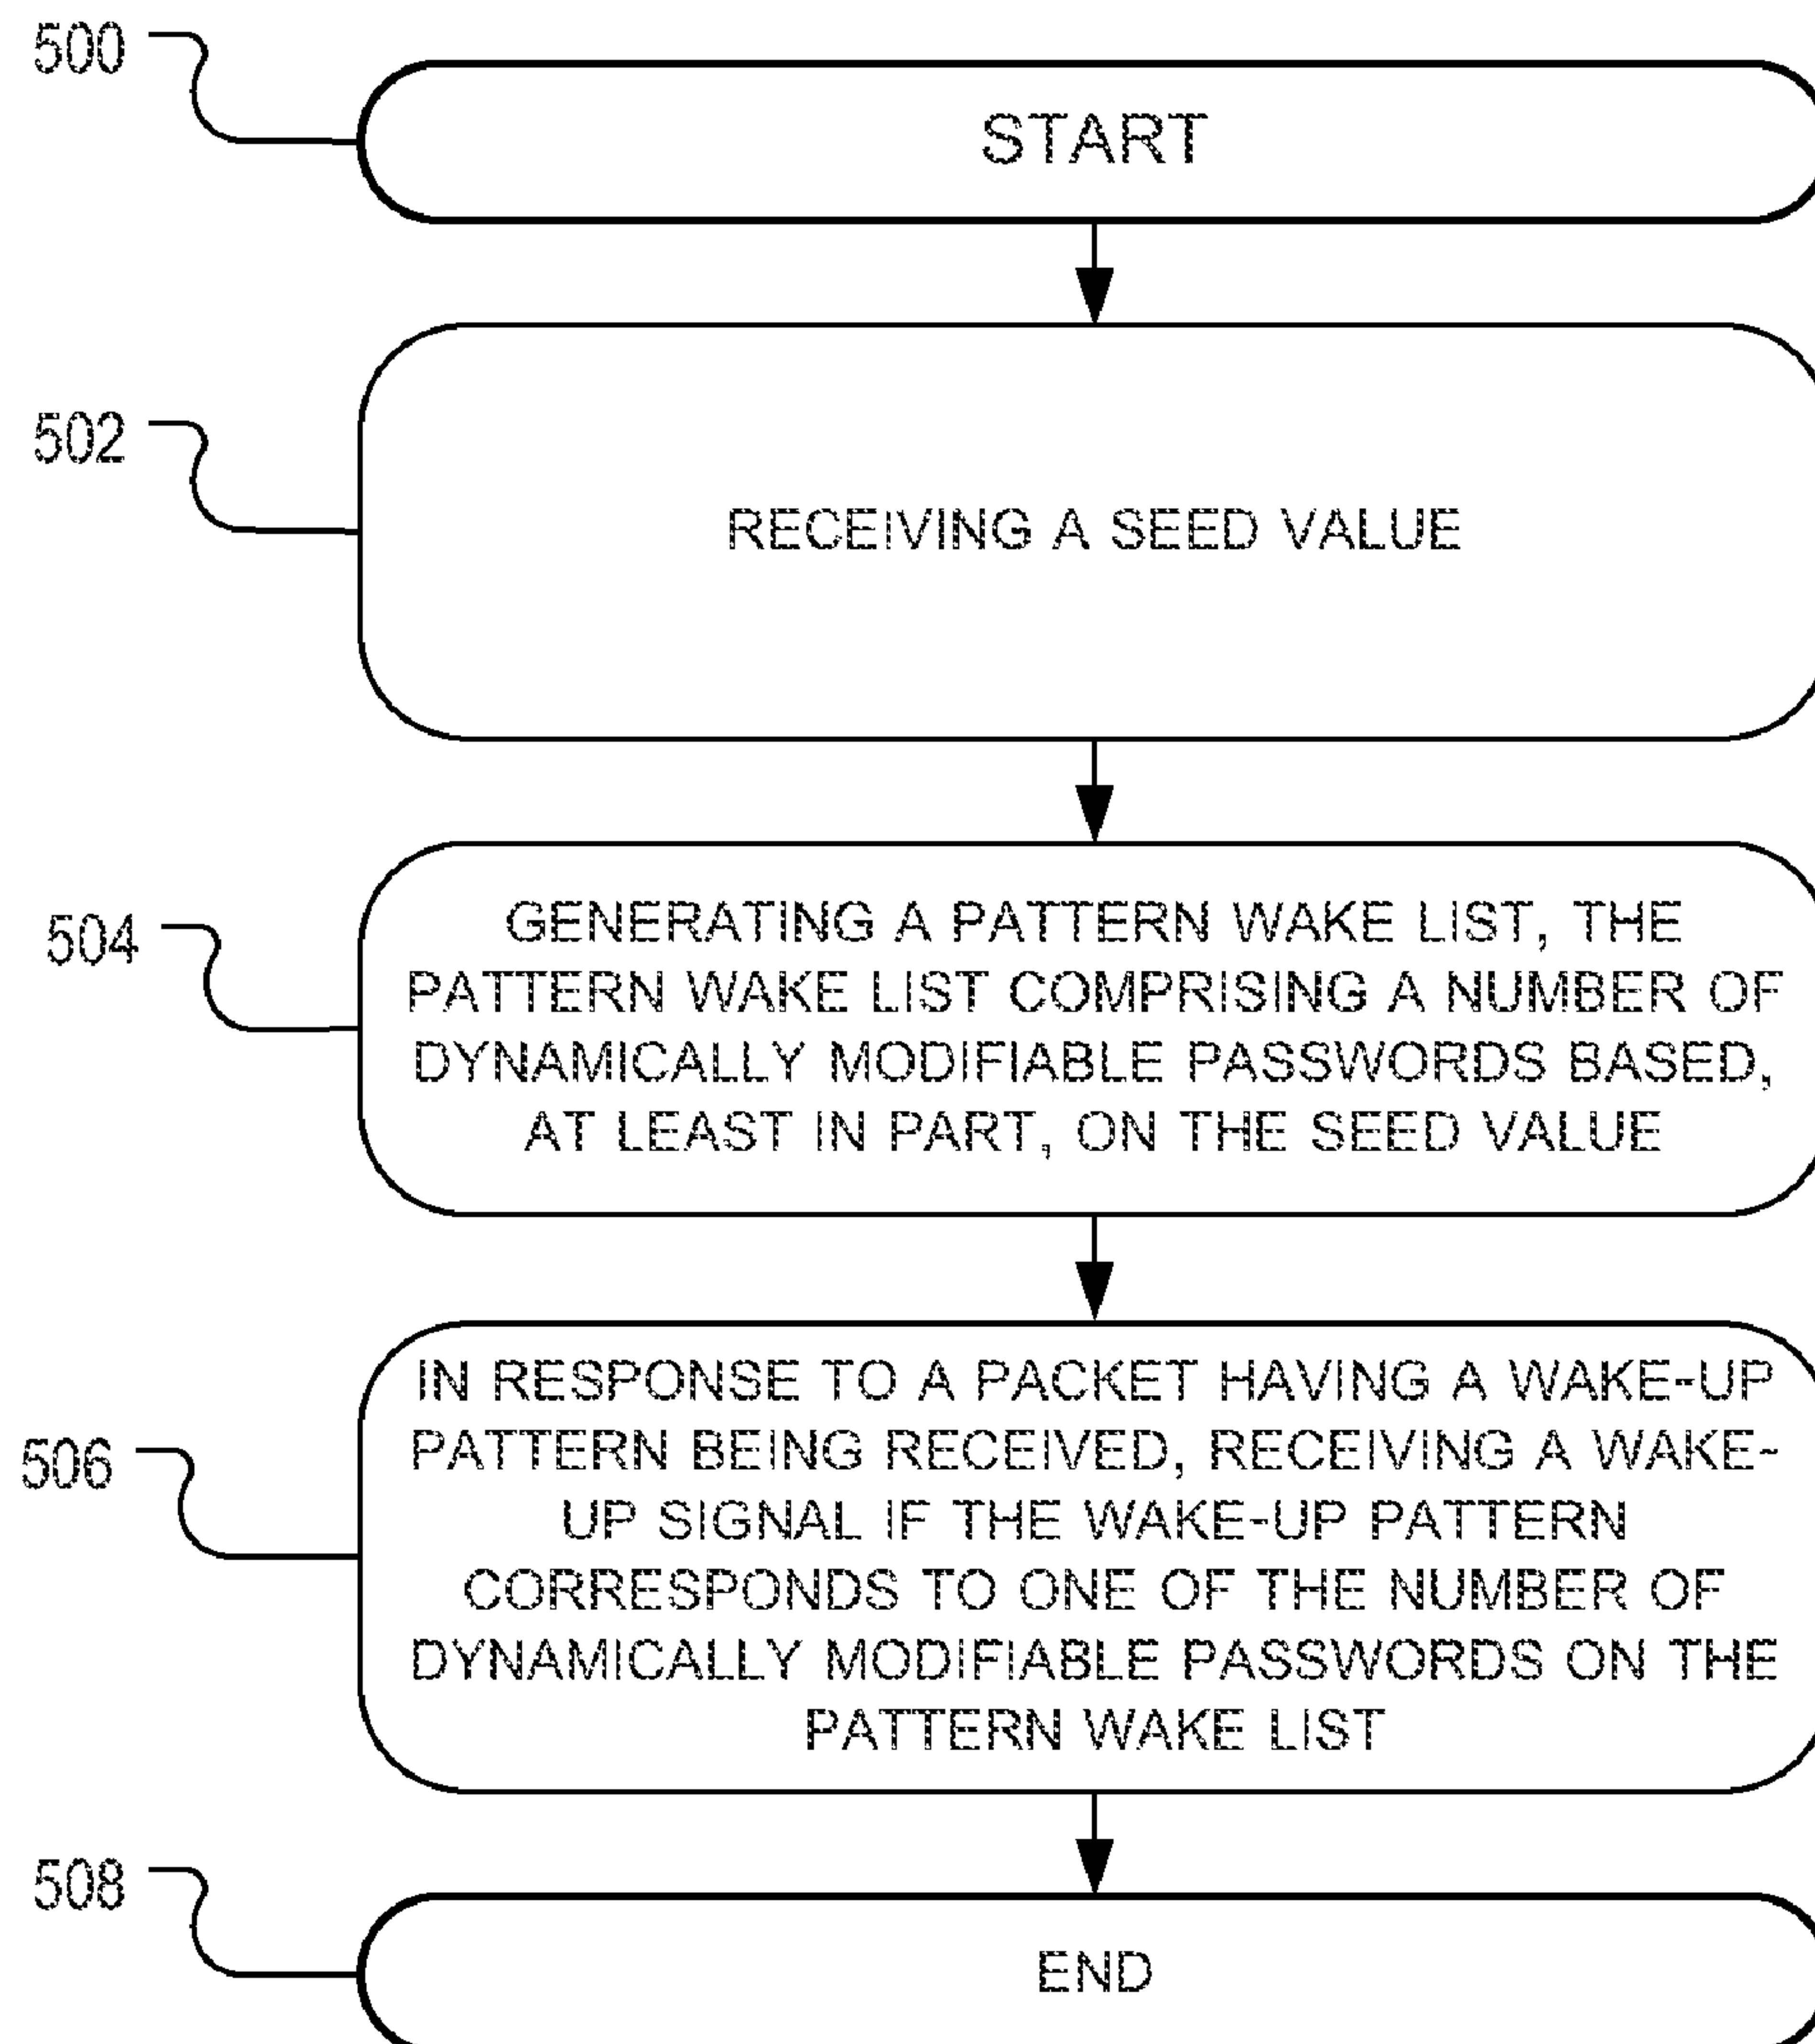 500
START
502
RECEIVING A SEED VALUE
504
GENERATING A PATTERN WAKE LIST, THE
PATTERN WAKE LIST COMPRISING A NUMBER OF
DYNAMICALLY MODIFIABLE PASSWORDS BASED,
AT LEAST IN PART, ON THE SEED VALUE
506
IN RESPONSE TO A PACKET HAVING A WAKE-UP
PATTERN BEING RECEIVED, RECEIVING A WAKE-
UP SIGNAL IF THE WAKE-UP PATTERN
CORRESPONDS TO ONE OF THE NUMBER OF
DYNAMICALLY MODIFIABLE PASSWORDS ON THE
PATTERN WAKE LIST
508
END